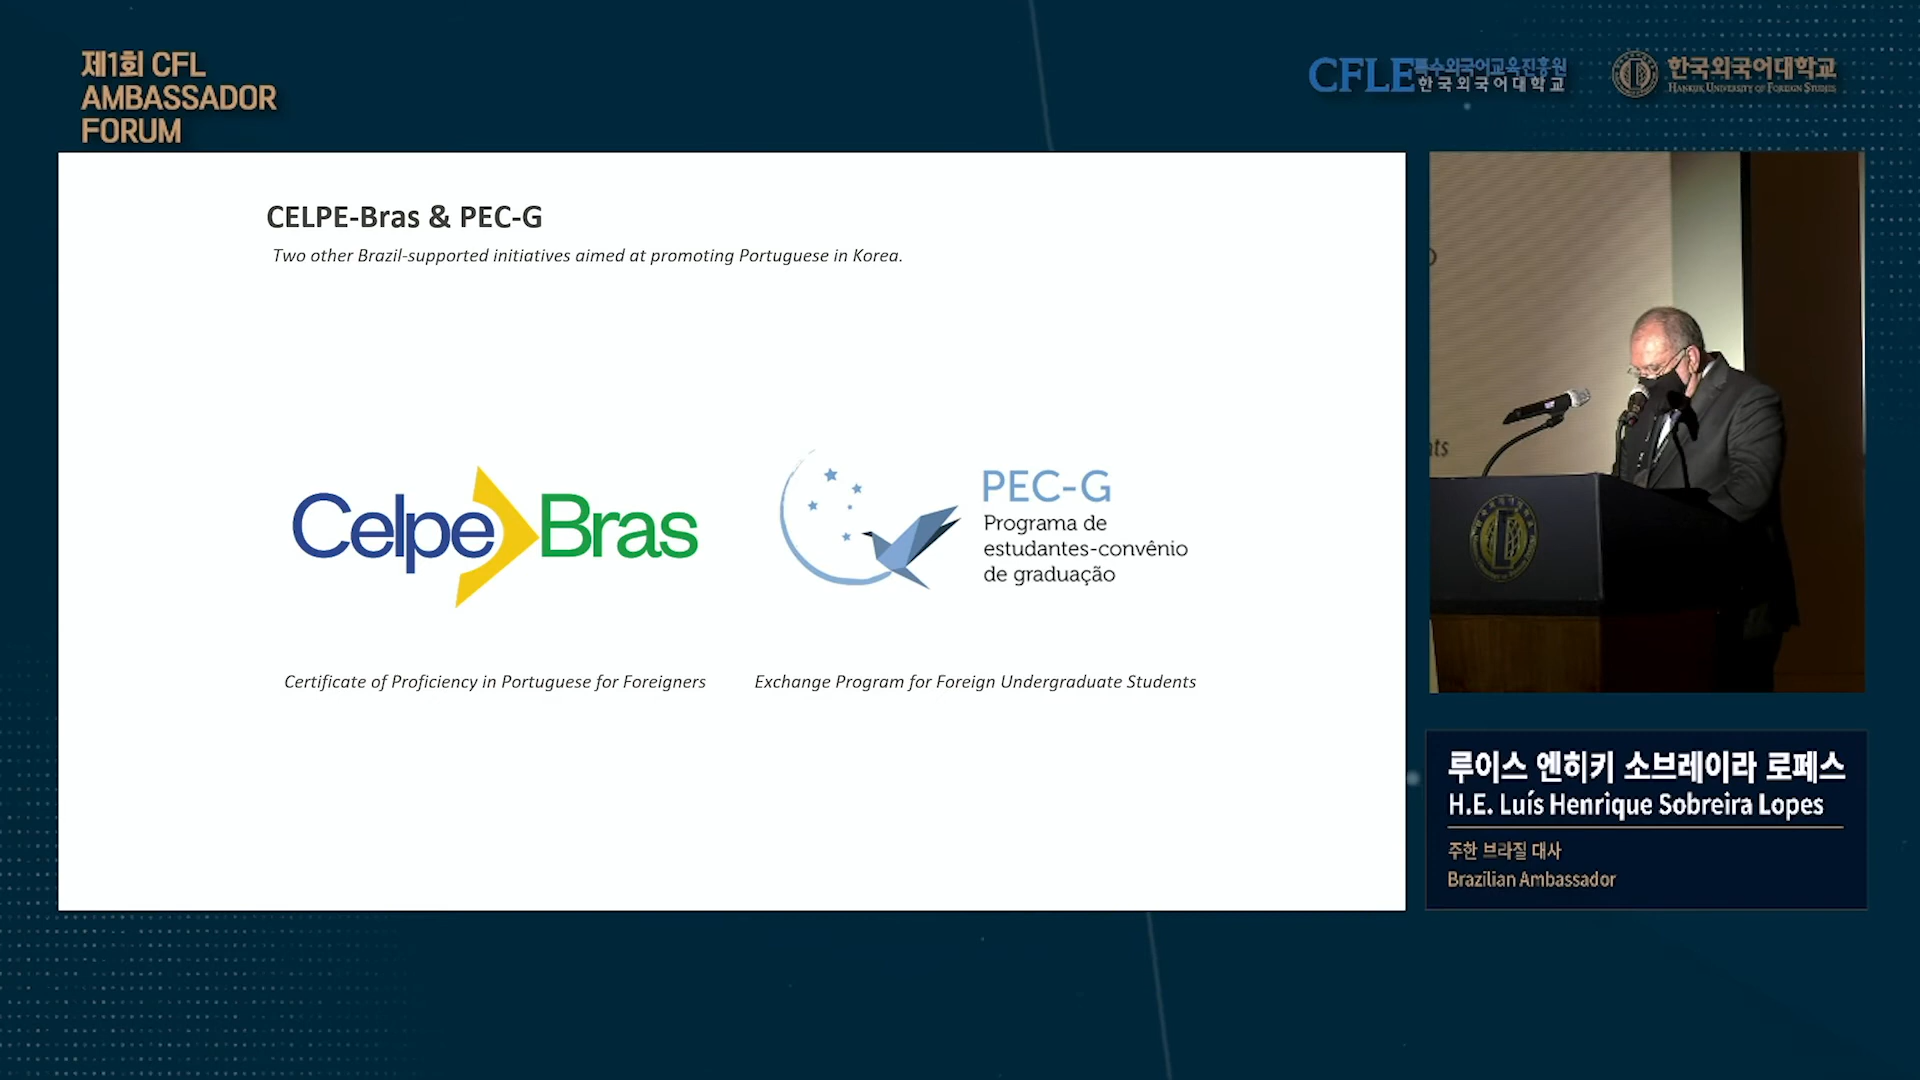 제1회 CFL
AMBASSADOR
FORUM
CFLE 특수외국어교육진흥원
한국외국어대학교
한국외국어대학교
HANKUK UNIVERSITY OF FOREIGN STUDIES
CELPE-Bras & PEC-G
Two other Brazil-supported initiatives aimed at promoting Portuguese in Korea.
Celpe Bras
PEC-G
Programa de
estudantes-convênio
de graduação
Certificate of Proficiency in Portuguese for Foreigners
Exchange Program for Foreign Undergraduate Students
루이스 엔히키 소브레이라 로페스
H.E. Luís Henrique Sobreira Lopes
주한 브라질 대사
Brazilian Ambassador